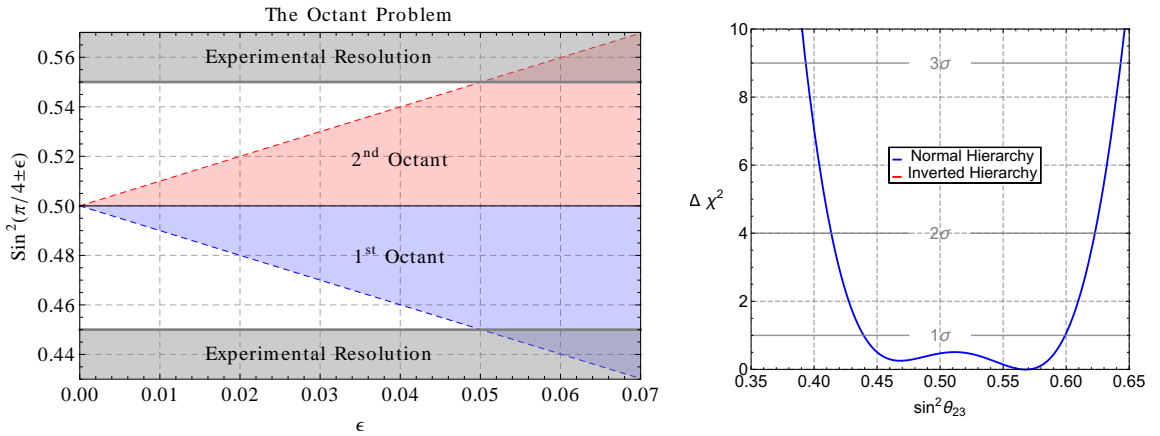 The Octant Problem
Sin²(π/4±ϵ)
0.56
0.54
0.52
0.50
0.48
0.46
0.44
Experimental Resolution
2nd Octant
1st Octant
Experimental Resolution
0.00 0.01 0.02 0.03 0.04 0.05 0.06 0.07
ϵ
Δ χ²
10
8
6
4
2
0
3σ
Normal Hierarchy
Inverted Hierarchy
2σ
1σ
0.35 0.40 0.45 0.50 0.55 0.60 0.65
sin²θ₂₃